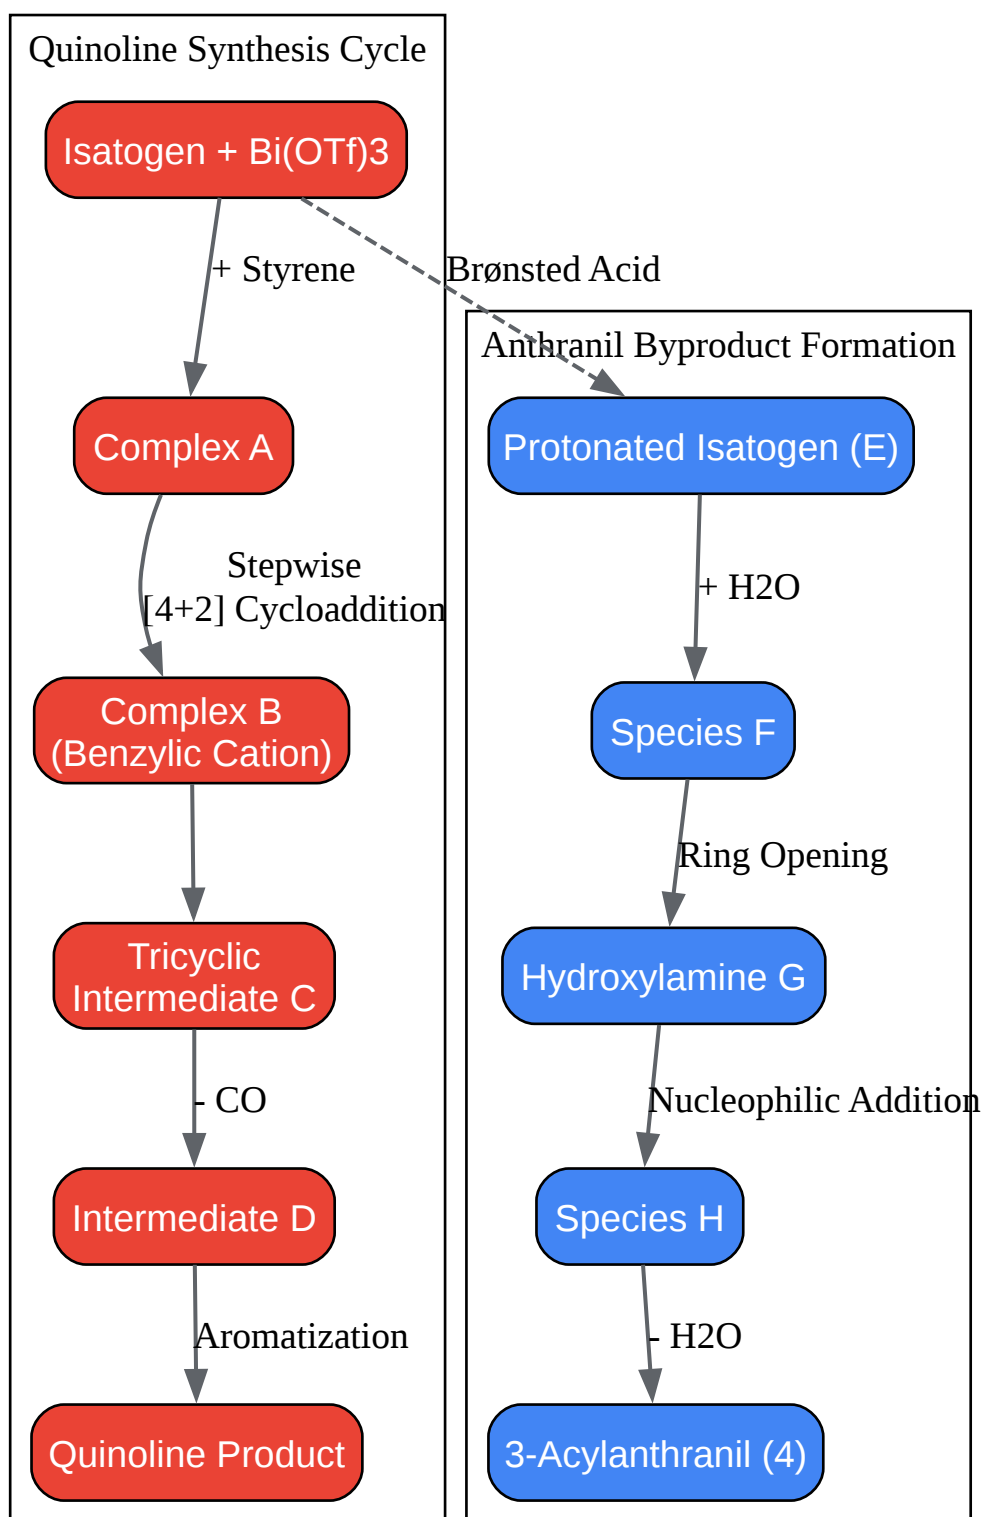 Quinoline Synthesis Cycle
Isatogen + Bi(OTf)3
+ Styrene
Brønsted Acid
Anthranil Byproduct Formation
Complex A
Protonated Isatogen (E)
Stepwise
[4+2] Cycloaddition
+ H2O
Complex B
(Benzylic Cation)
Species F
Ring Opening
Tricyclic
Intermediate C
Hydroxylamine G
- CO
Nucleophilic Addition
Intermediate D
Species H
Aromatization
- H2O
Quinoline Product
3-Acylanthranil (4)